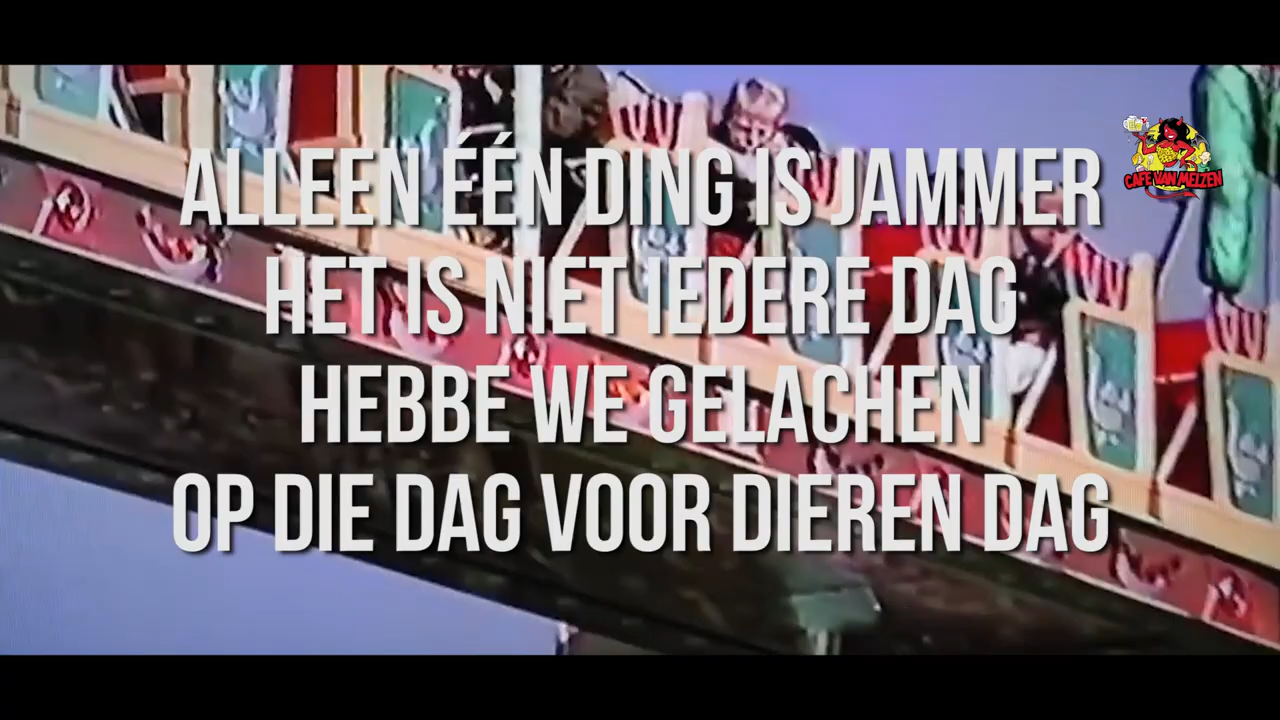 ALLEEN ÉÉN DING IS JAMMER
CAFE VAN MEIZEN
HET IS NIET IEDERE DAG
HEBBE WE GELACHEN
OP DIE DAG VOOR DIEREN DAG